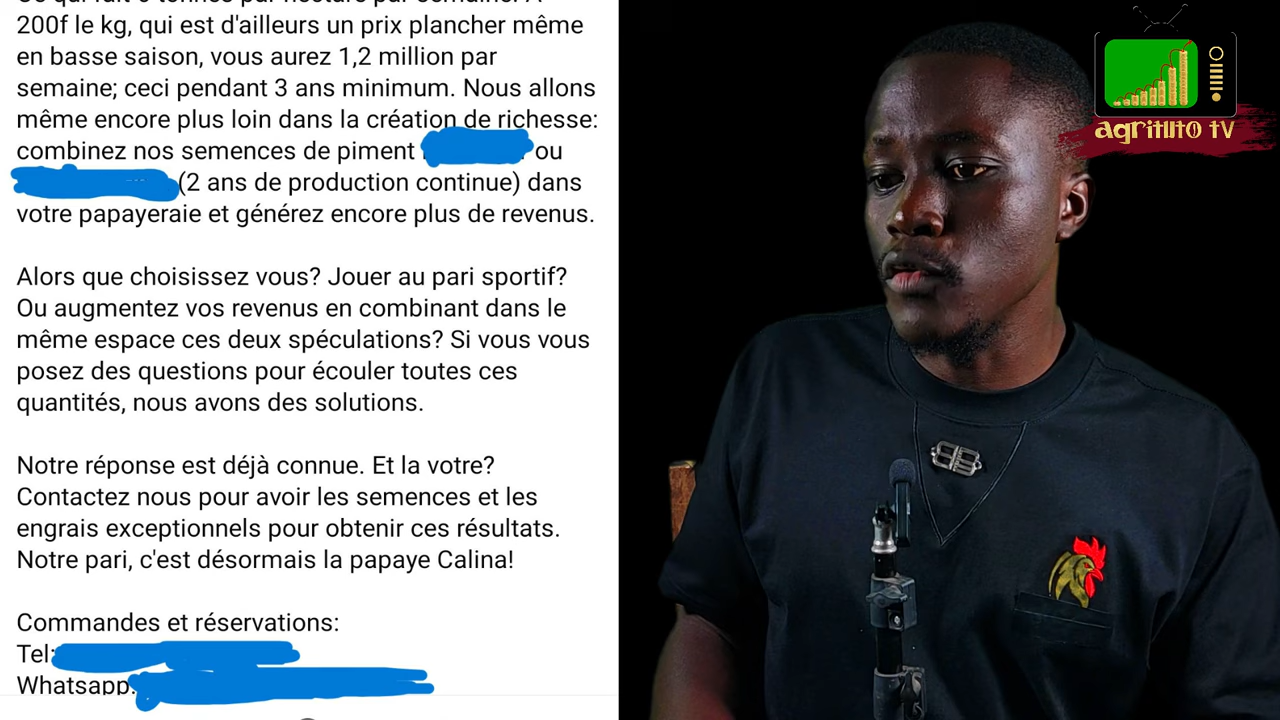 200f le kg, qui est d'ailleurs un prix plancher même
en basse saison, vous aurez 1,2 million par
semaine; ceci pendant 3 ans minimum. Nous allons
même encore plus loin dans la création de richesse:
combinez nos semences de piment ou
(2 ans de production continue) dans
votre papayeraie et générez encore plus de revenus.
Alors que choisissez vous? Jouer au pari sportif?
Ou augmentez vos revenus en combinant dans le
même espace ces deux spéculations? Si vous vous
posez des questions pour écouler toutes ces
quantités, nous avons des solutions.
Notre réponse est déjà connue. Et la votre?
Contactez nous pour avoir les semences et les
engrais exceptionnels pour obtenir ces résultats.
Notre pari, c'est désormais la papaye Calina!
Commandes et réservations:
Tel:
Whatsapp:
agrituto tv